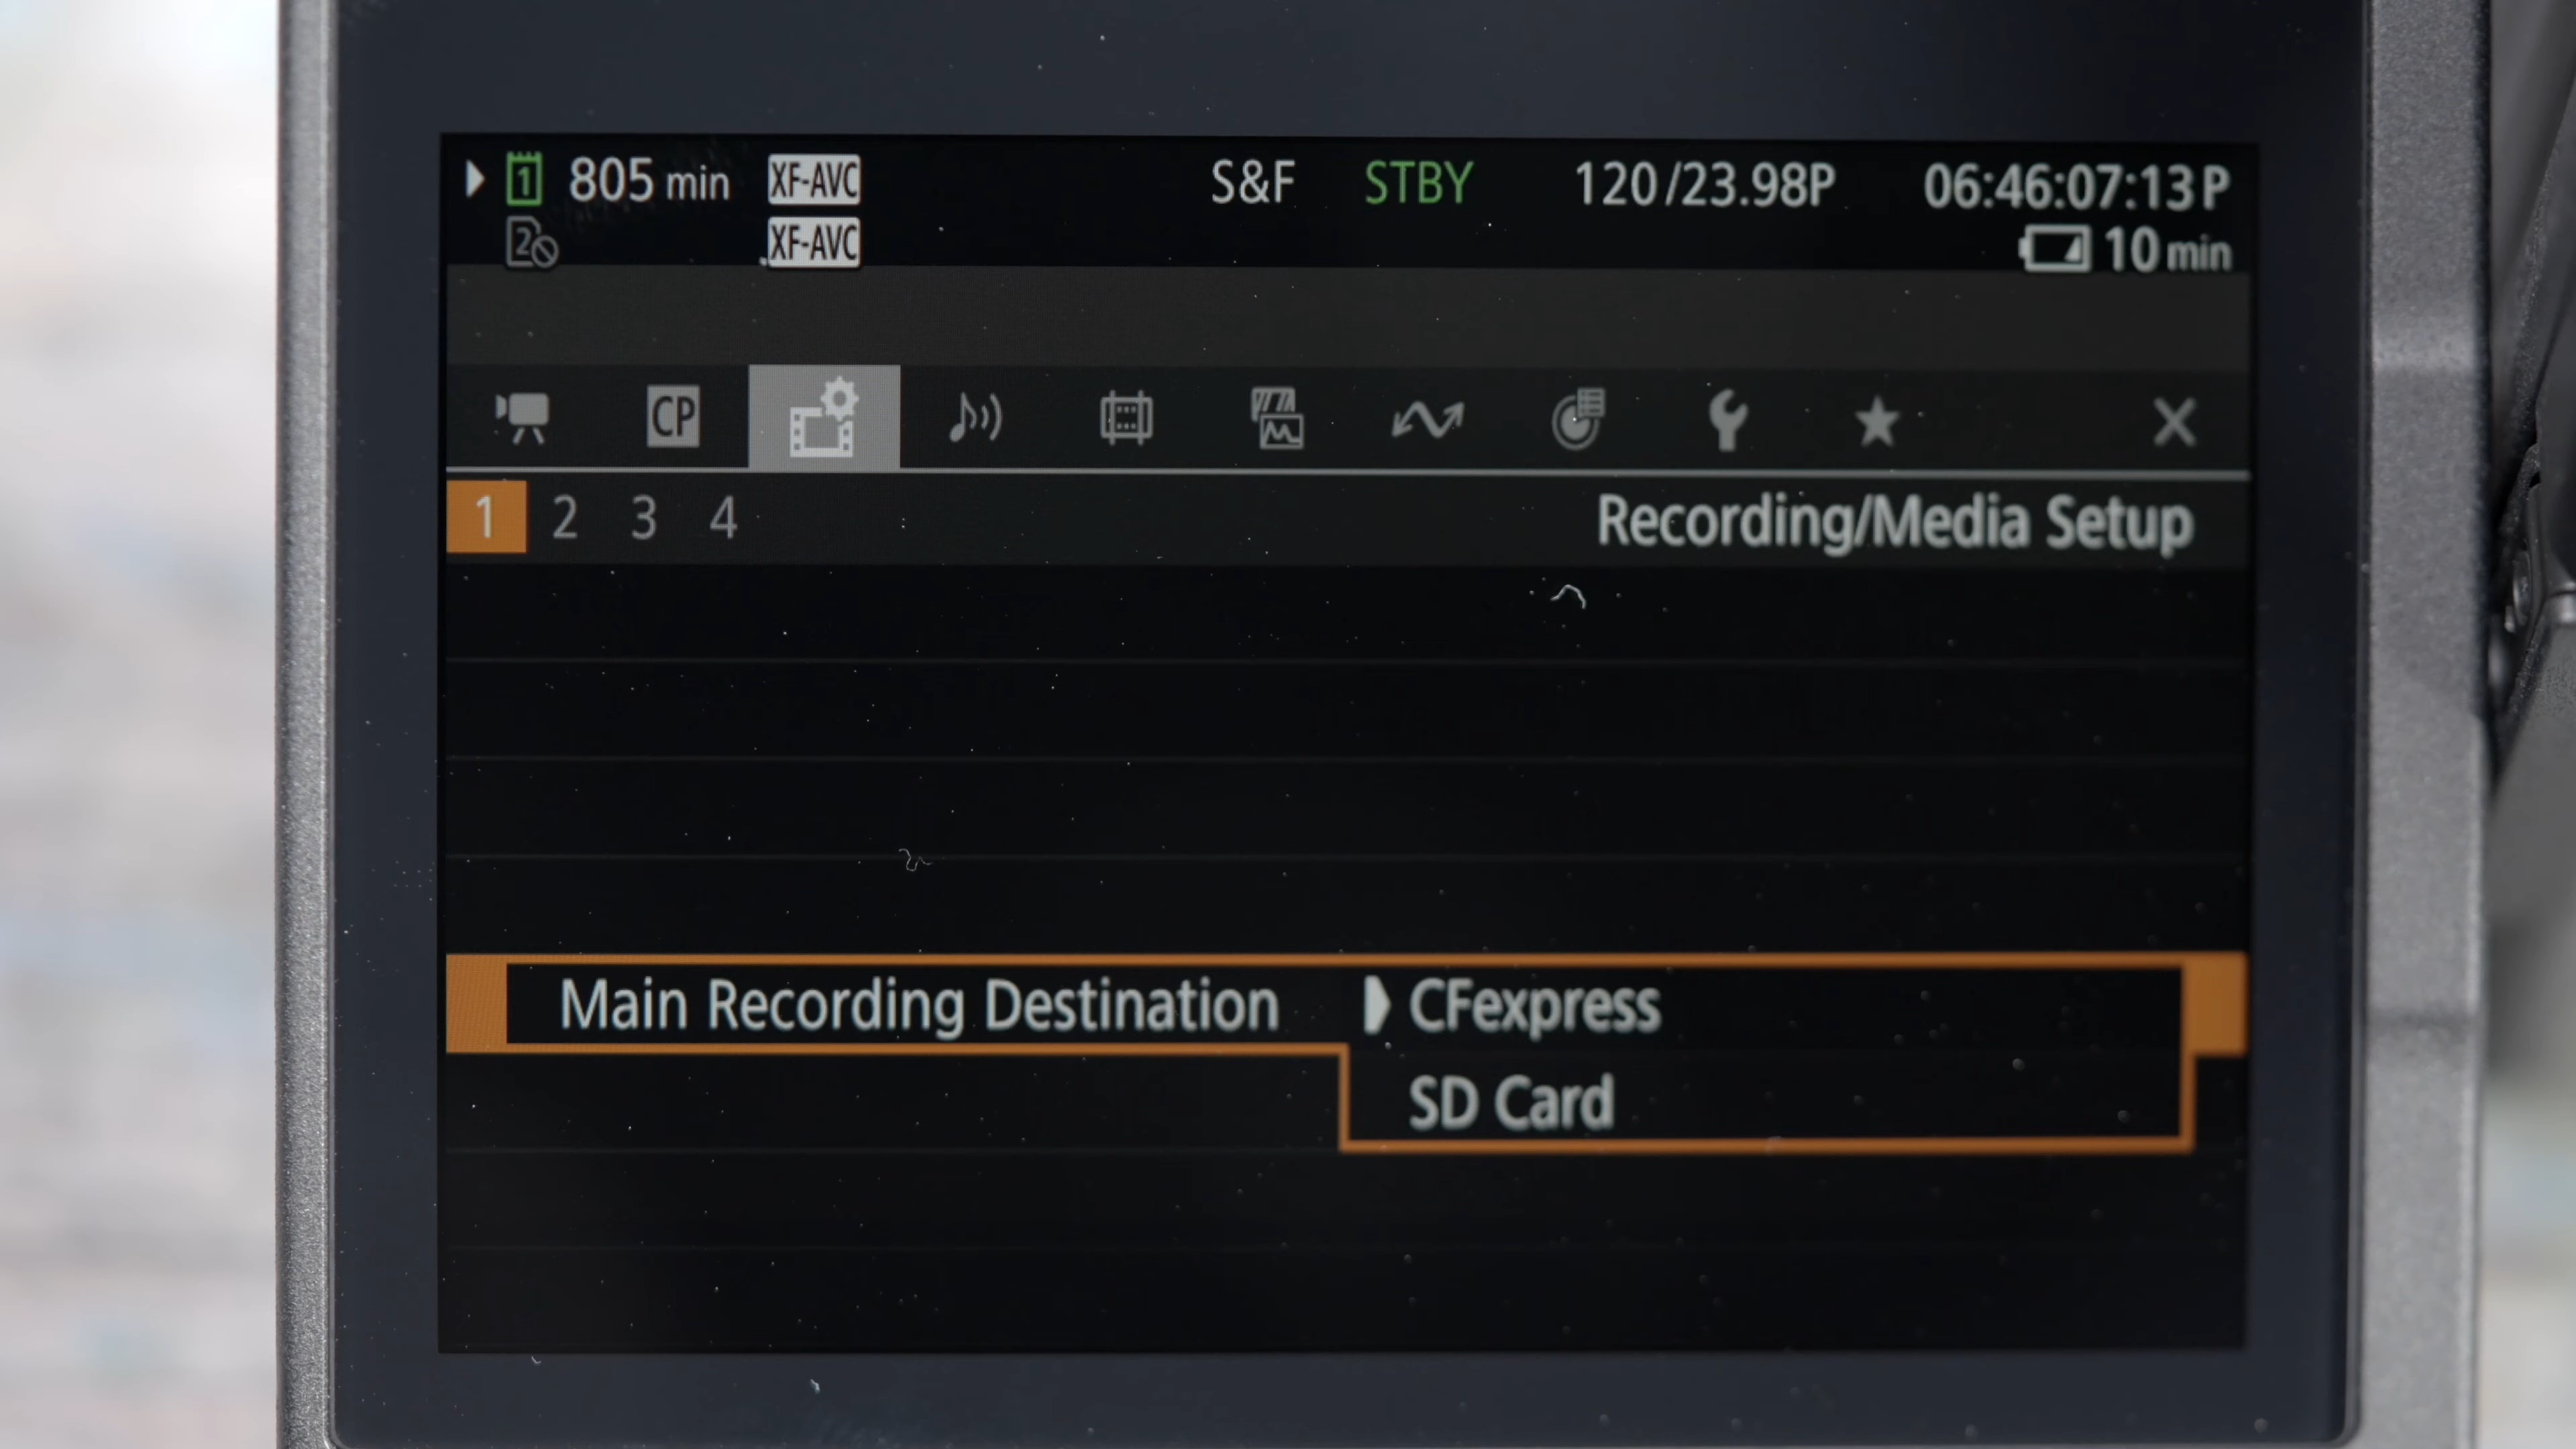 1 805 min XF-AVC S&F STBY 120/23.98P 06:46:07:13 P
2 XF-AVC 10 min
CP
1 2 3 4 Recording/Media Setup
Main Recording Destination CFexpress
SD Card